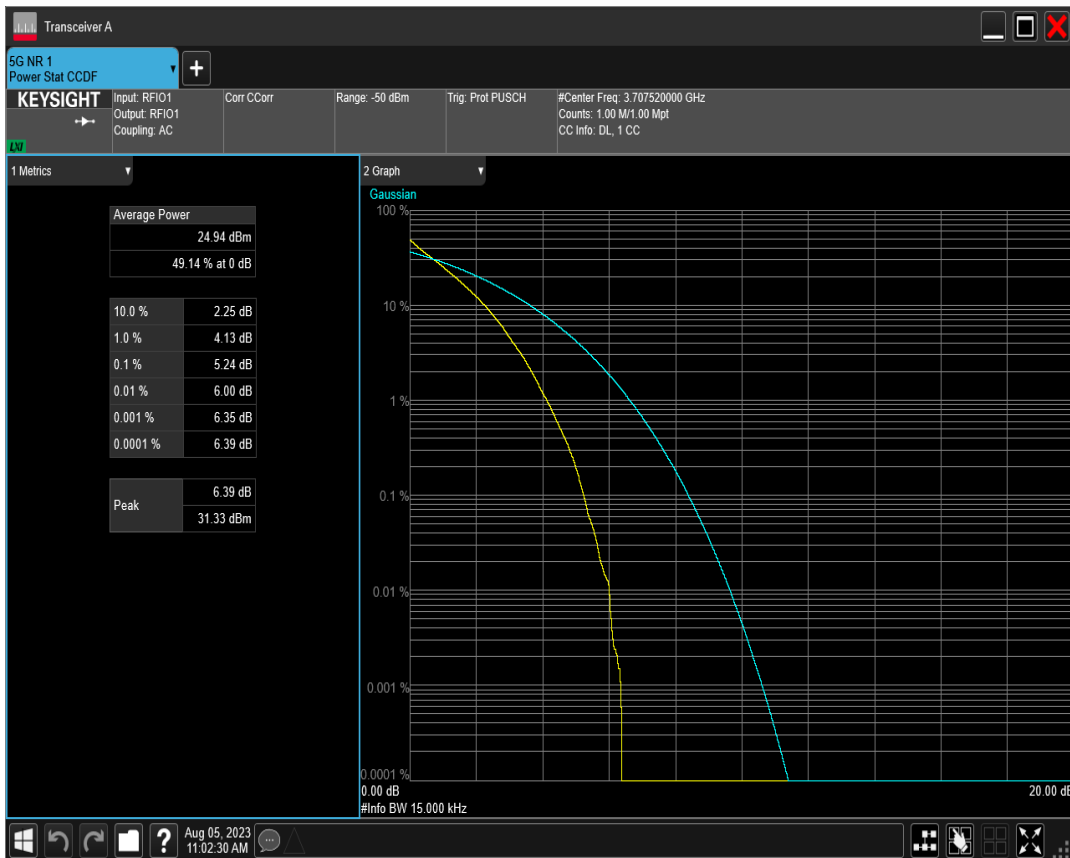 Transceiver A
5G NR 1
Power Stat CCDF
+
KEYSIGHT
LXI
Input: RFIO1
Output: RFIO1
Coupling: AC
Corr CCorr
Range: -50 dBm
Trig: Prot PUSCH
#Center Freq: 3.707520000 GHz
Counts: 1.00 M/1.00 Mpt
CC Info: DL, 1 CC
1 Metrics
Average Power
24.94 dBm
49.14 % at 0 dB
10.0 % 2.25 dB
1.0 % 4.13 dB
0.1 % 5.24 dB
0.01 % 6.00 dB
0.001 % 6.35 dB
0.0001 % 6.39 dB
Peak
6.39 dB
31.33 dBm
2 Graph
Gaussian
100 %
10 %
1 %
0.1 %
0.01 %
0.001 %
0.0001 %
0.00 dB 20.00 dB
#Info BW 15.000 kHz
?
Aug 05, 2023
11:02:30 AM